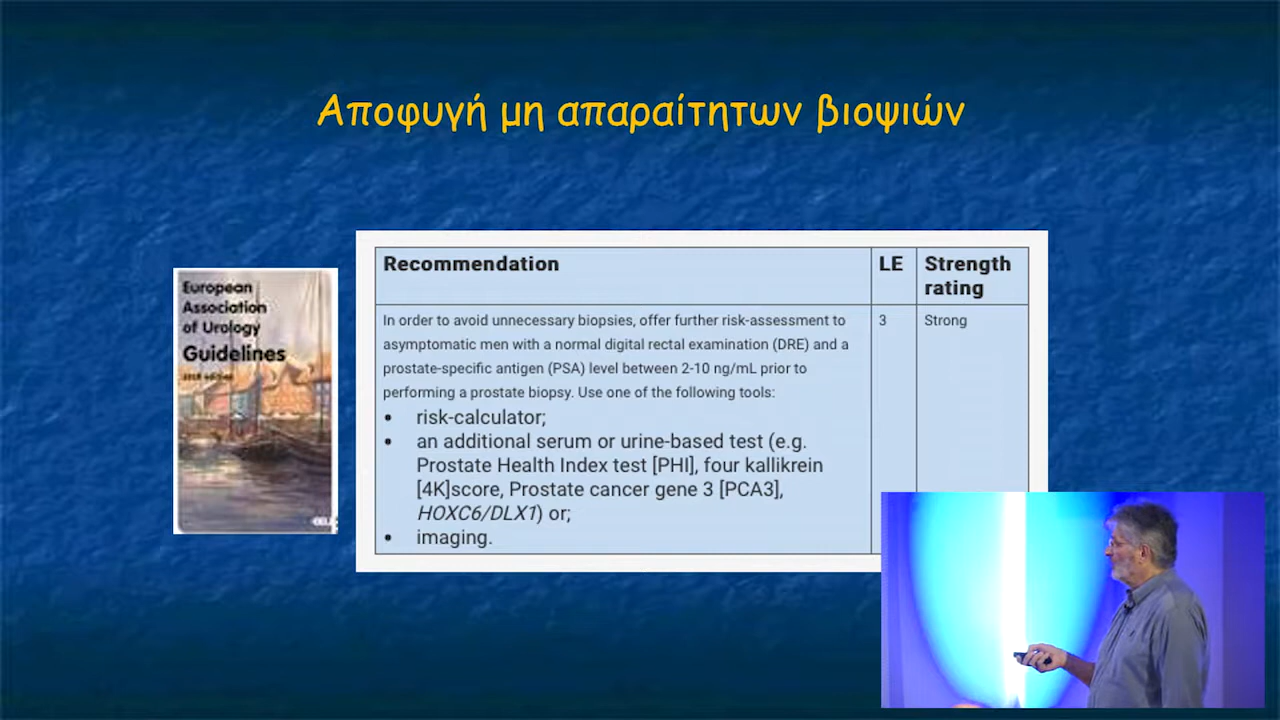 Αποφυγή μη απαραίτητων βιοψιών
European
Association
of Urology
Guidelines
2018 edition
Recommendation
LE
Strength
rating
In order to avoid unnecessary biopsies, offer further risk-assessment to
asymptomatic men with a normal digital rectal examination (DRE) and a
prostate-specific antigen (PSA) level between 2-10 ng/mL prior to
performing a prostate biopsy. Use one of the following tools:
3
Strong
• risk-calculator;
• an additional serum or urine-based test (e.g.
Prostate Health Index test [PHI], four kallikrein
[4K]score, Prostate cancer gene 3 [PCA3],
HOXC6/DLX1) or;
• imaging.